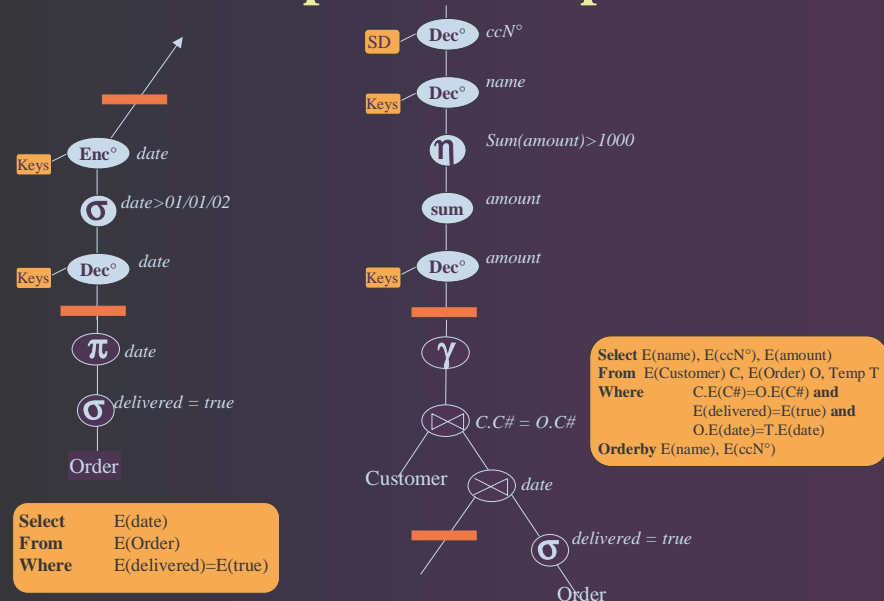 Enc°
Keys
date
σ
date>01/01/02
Dec°
Keys
date
π
date
σ
delivered = true
Order
Select E(date)
From E(Order)
Where E(delivered)=E(true)
SD
Dec°
ccN°
Keys
Dec°
name
η
Sum(amount)>1000
sum
amount
Keys
Dec°
amount
γ
C.C# = O.C#
Customer
date
σ
delivered = true
Order
Select E(name), E(ccN°), E(amount)
From E(Customer) C, E(Order) O, Temp T
Where C.E(C#)=O.E(C#) and
E(delivered)=E(true) and
O.E(date)=T.E(date)
Orderby E(name), E(ccN°)